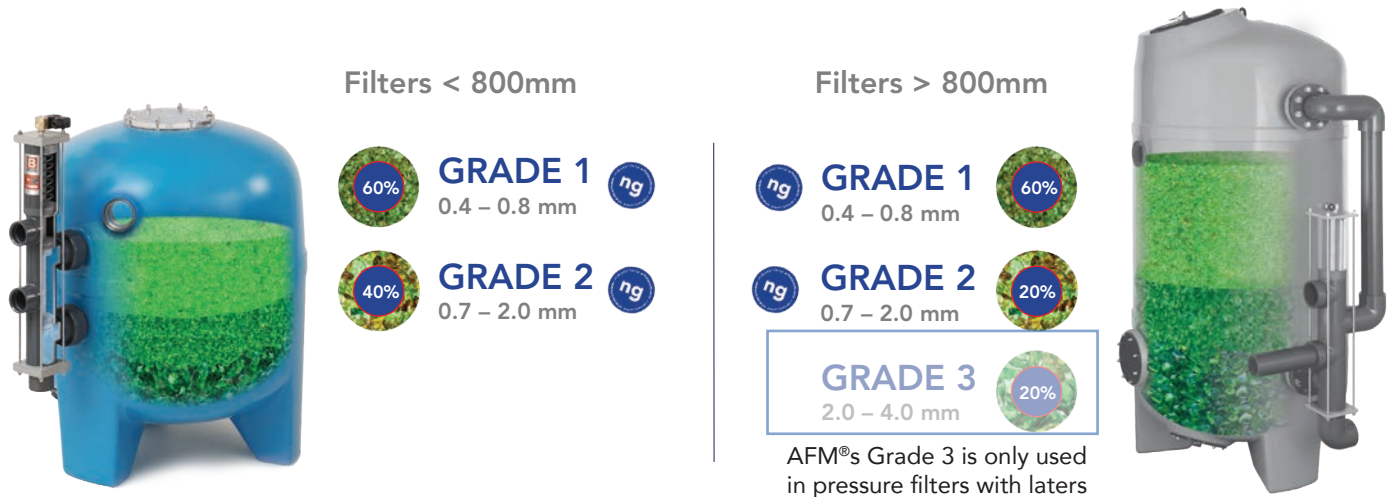 Filters < 800mm
60%
GRADE 1
ng
0.4 – 0.8 mm
40%
GRADE 2
ng
0.7 – 2.0 mm
Filters > 800mm
ng
GRADE 1
60%
0.4 – 0.8 mm
ng
GRADE 2
20%
0.7 – 2.0 mm
GRADE 3
20%
2.0 – 4.0 mm
AFM®s Grade 3 is only used
in pressure filters with laters
B